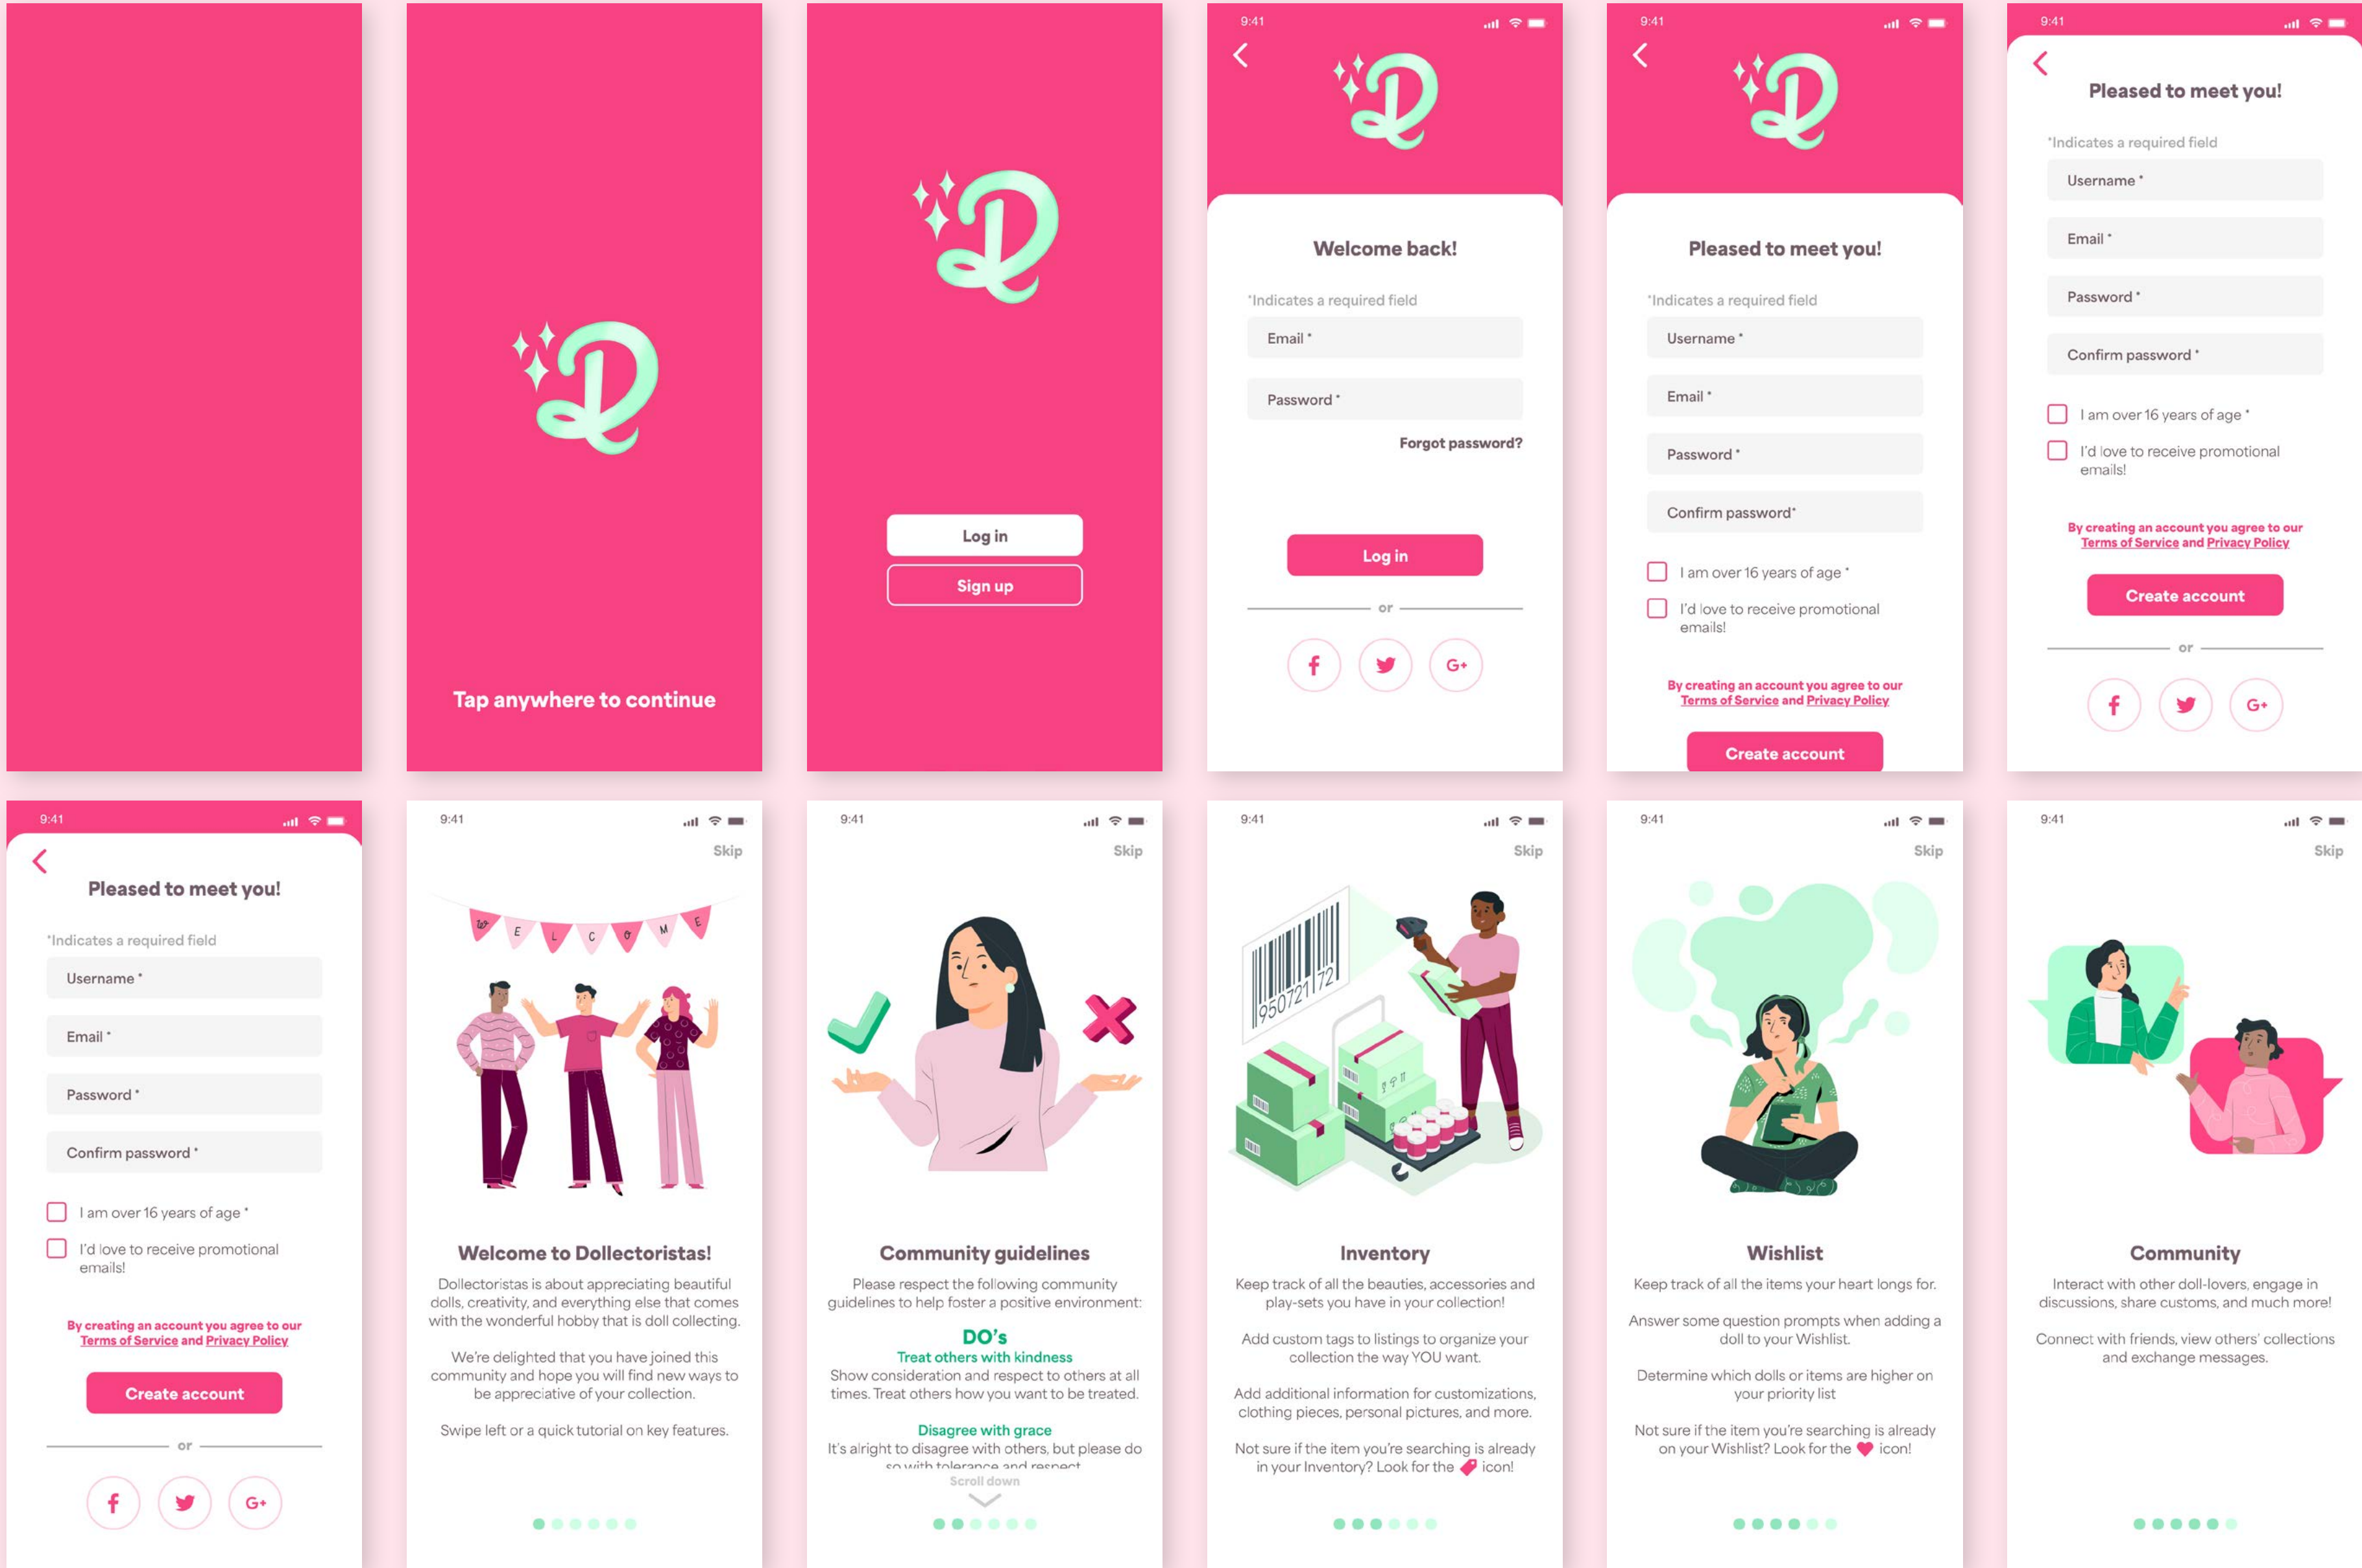 Tap anywhere to continue
Log in
Sign up
9:41
Welcome back!
*Indicates a required field
Email *
Password *
Forgot password?
Log in
or
f
G+
9:41
Pleased to meet you!
*Indicates a required field
Username *
Email *
Password *
Confirm password*
I am over 16 years of age *
I'd love to receive promotional
emails!
By creating an account you agree to our
Terms of Service and Privacy Policy
Create account
9:41
Pleased to meet you!
*Indicates a required field
Username *
Email *
Password *
Confirm password *
I am over 16 years of age *
I'd love to receive promotional
emails!
By creating an account you agree to our
Terms of Service and Privacy Policy
Create account
or
f
G+
9:41
Pleased to meet you!
*Indicates a required field
Username *
Email *
Password *
Confirm password *
I am over 16 years of age *
I'd love to receive promotional
emails!
By creating an account you agree to our
Terms of Service and Privacy Policy
Create account
or
f
G+
9:41
Skip
WELCOME
Welcome to Dollectoristas!
Dollectoristas is about appreciating beautiful
dolls, creativity, and everything else that comes
with the wonderful hobby that is doll collecting.
We're delighted that you have joined this
community and hope you will find new ways to
be appreciative of your collection.
Swipe left or a quick tutorial on key features.
9:41
Skip
Community guidelines
Please respect the following community
guidelines to help foster a positive environment:
DO's
Treat others with kindness
Show consideration and respect to others at all
times. Treat others how you want to be treated.
Disagree with grace
It's alright to disagree with others, but please do
so with tolerance and respect
Scroll down
9:41
Skip
950721172
Inventory
Keep track of all the beauties, accessories and
play-sets you have in your collection!
Add custom tags to listings to organize your
collection the way YOU want.
Add additional information for customizations,
clothing pieces, personal pictures, and more.
Not sure if the item you're searching is already
in your Inventory? Look for the icon!
9:41
Skip
Wishlist
Keep track of all the items your heart longs for.
Answer some question prompts when adding a
doll to your Wishlist.
Determine which dolls or items are higher on
your priority list
Not sure if the item you're searching is already
on your Wishlist? Look for the icon!
9:41
Skip
Community
Interact with other doll-lovers, engage in
discussions, share customs, and much more!
Connect with friends, view others' collections
and exchange messages.